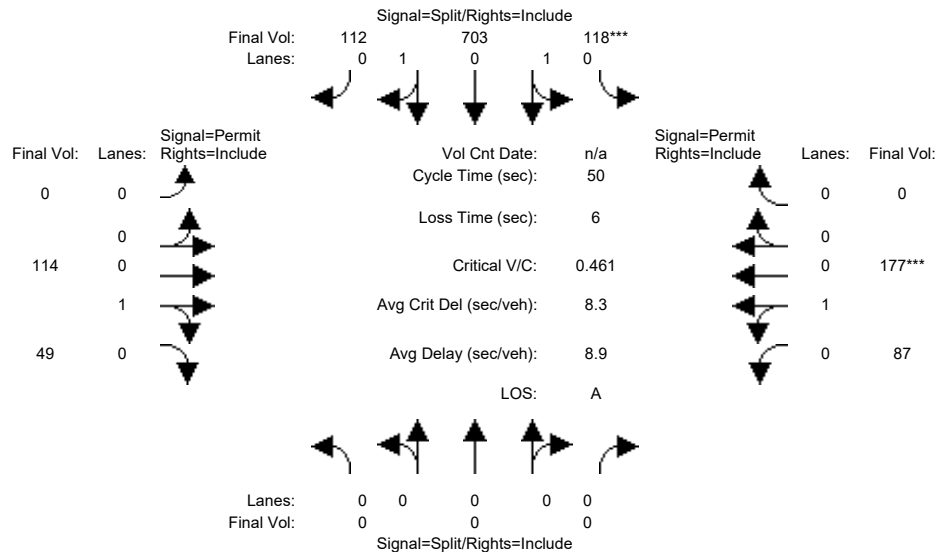 Signal=Split/Rights=Include
Final Vol: 112 703 118***
Lanes: 0 1 0 1 0
Signal=Permit
Final Vol: Lanes: Rights=Include
Vol Cnt Date: n/a
Signal=Permit
Rights=Include Lanes: Final Vol:
Cycle Time (sec): 50
0 0
0 0
Loss Time (sec): 6
0
0
114 0
Critical V/C: 0.461
0 177***
1
Avg Crit Del (sec/veh): 8.3
1
49 0
Avg Delay (sec/veh): 8.9
0 87
LOS: A
Lanes: 0 0 0 0 0
Final Vol: 0 0 0
Signal=Split/Rights=Include